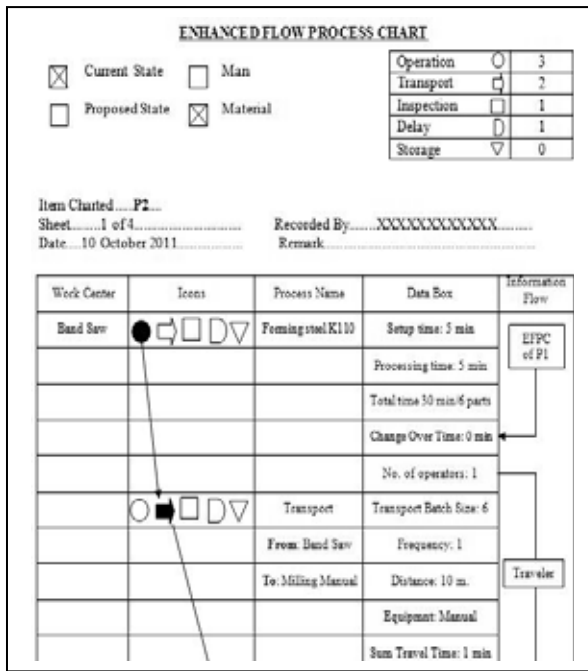 ENHANCED FLOW PROCESS CHART
Current State Man
Proposed State Material
Operation 3
Transport 2
Inspection 1
Delay 1
Storage 0
Item Charted.....P2....
Sheet.........1 of 4............................
Recorded By........XXXXXXXXXXXXX..........
Date....10 October 2011....................
Remark................................................
Work Center Icons Process Name Data Box Information Flow
Band Saw Forming steel K110 Setup time: 5 min
EFPC of P1
Processing time: 5 min
Total time 30 min/6 parts
Change Over Time: 0 min
No. of operators: 1
Transport Transport Batch Size: 6
From: Band Saw Frequency: 1
To: Milling Manual Distance: 10 m.
Traveler
Equipmnt: Manual
Sum Travel Time: 1 min